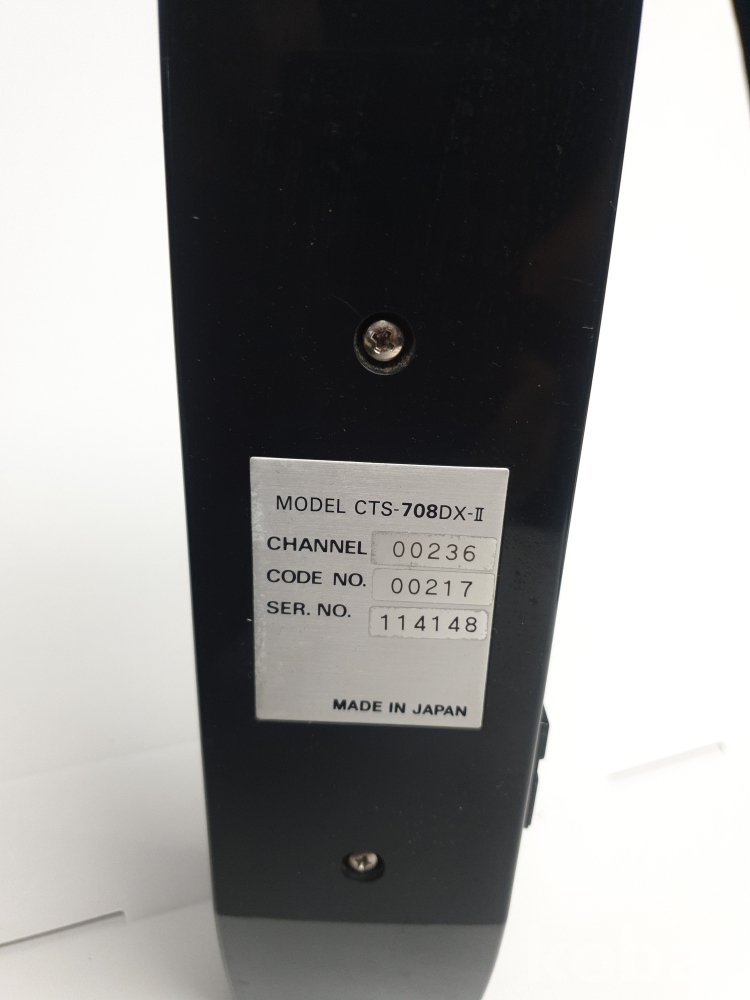 MODEL CTS-708DX-II
CHANNEL 00236
CODE NO. 00217
SER. NO. 114148
MADE IN JAPAN